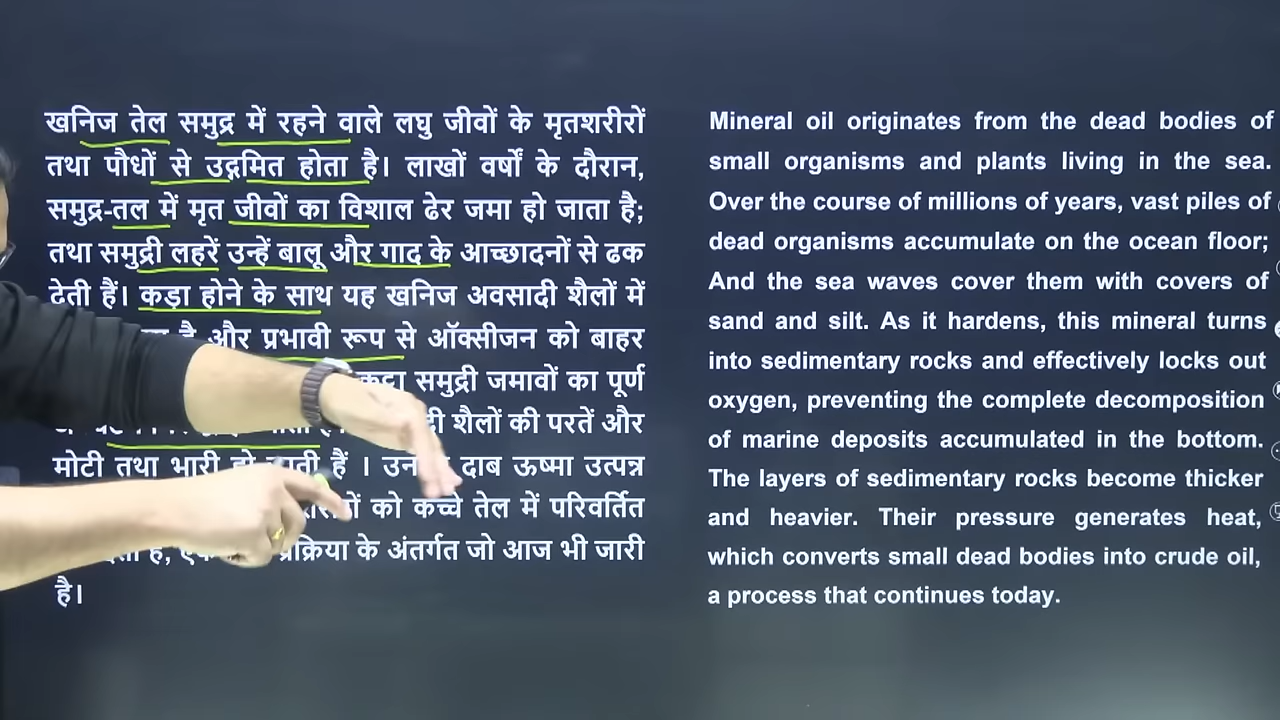 खनिज तेल समुद्र में रहने वाले लघु जीवों के मृतशरीरों
तथा पौधों से उद्गमित होता है। लाखों वर्षों के दौरान,
समुद्र-तल में मृत जीवों का विशाल ढेर जमा हो जाता है;
तथा समुद्री लहरें उन्हें बालू और गाद के आच्छादनों से ढक
देती हैं। कड़ा होने के साथ यह खनिज अवसादी शैलों में
है और प्रभावी रूप से ऑक्सीजन को बाहर
समुद्री जमावों का पूर्ण
शैलों की परतें और
मोटी तथा भारी हो जाती हैं । दाब ऊष्मा उत्पन्न
को कच्चे तेल में परिवर्तित
के अंतर्गत जो आज भी जारी
है।
Mineral oil originates from the dead bodies of
small organisms and plants living in the sea.
Over the course of millions of years, vast piles of
dead organisms accumulate on the ocean floor;
And the sea waves cover them with covers of
sand and silt. As it hardens, this mineral turns
into sedimentary rocks and effectively locks out
oxygen, preventing the complete decomposition
of marine deposits accumulated in the bottom.
The layers of sedimentary rocks become thicker
and heavier. Their pressure generates heat,
which converts small dead bodies into crude oil,
a process that continues today.